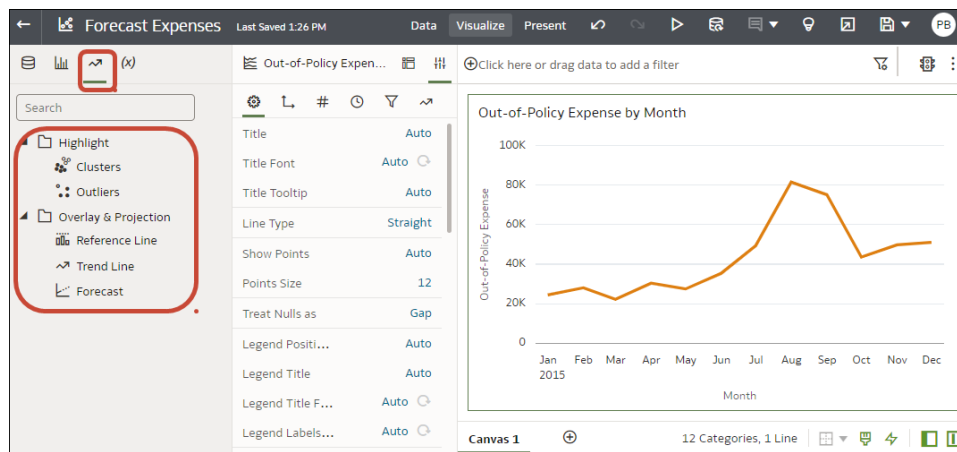 Forecast Expenses Last Saved 1:26 PM Data Visualize Present PB
(x) Out-of-Policy Expen... Click here or drag data to add a filter
Search
Highlight
Clusters
Outliers
Overlay & Projection
Reference Line
Trend Line
Forecast
#
Title Auto
Title Font Auto
Title Tooltip Auto
Line Type Straight
Show Points Auto
Points Size 12
Treat Nulls as Gap
Legend Positi... Auto
Legend Title Auto
Legend Title F... Auto
Legend Labels... Auto
Out-of-Policy Expense by Month
Out-of-Policy Expense
100K
80K
60K
40K
20K
0
Jan Feb Mar Apr May Jun Jul Aug Sep Oct Nov Dec
2015
Month
Canvas 1 12 Categories, 1 Line